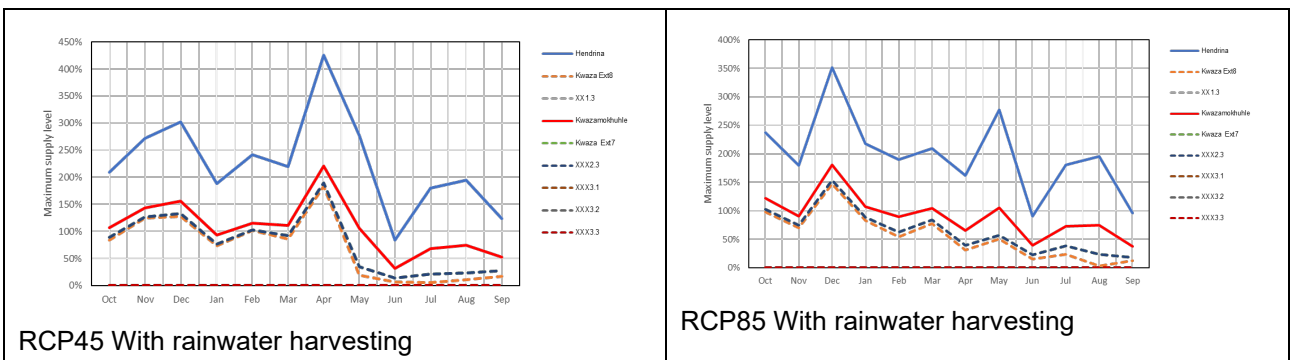 450%
400%
350%
300%
250%
200%
150%
100%
50%
0%
Maximum supply level
Oct Nov Dec Jan Feb Mar Apr May Jun Jul Aug Sep
Hendrina
Kwaza Ext8
XX1.3
Kwazamokhuhle
Kwaza Ext7
XXX2.3
XXX3.1
XXX3.2
XXX3.3
RCP45 With rainwater harvesting
400%
350%
300%
250%
200%
150%
100%
50%
0%
Maximum supply level
Oct Nov Dec Jan Feb Mar Apr May Jun Jul Aug Sep
Hendrina
Kwaza Ext8
XX1.3
Kwazamokhuhle
Kwaza Ext7
XXX2.3
XXX3.1
XXX3.2
XXX3.3
RCP85 With rainwater harvesting